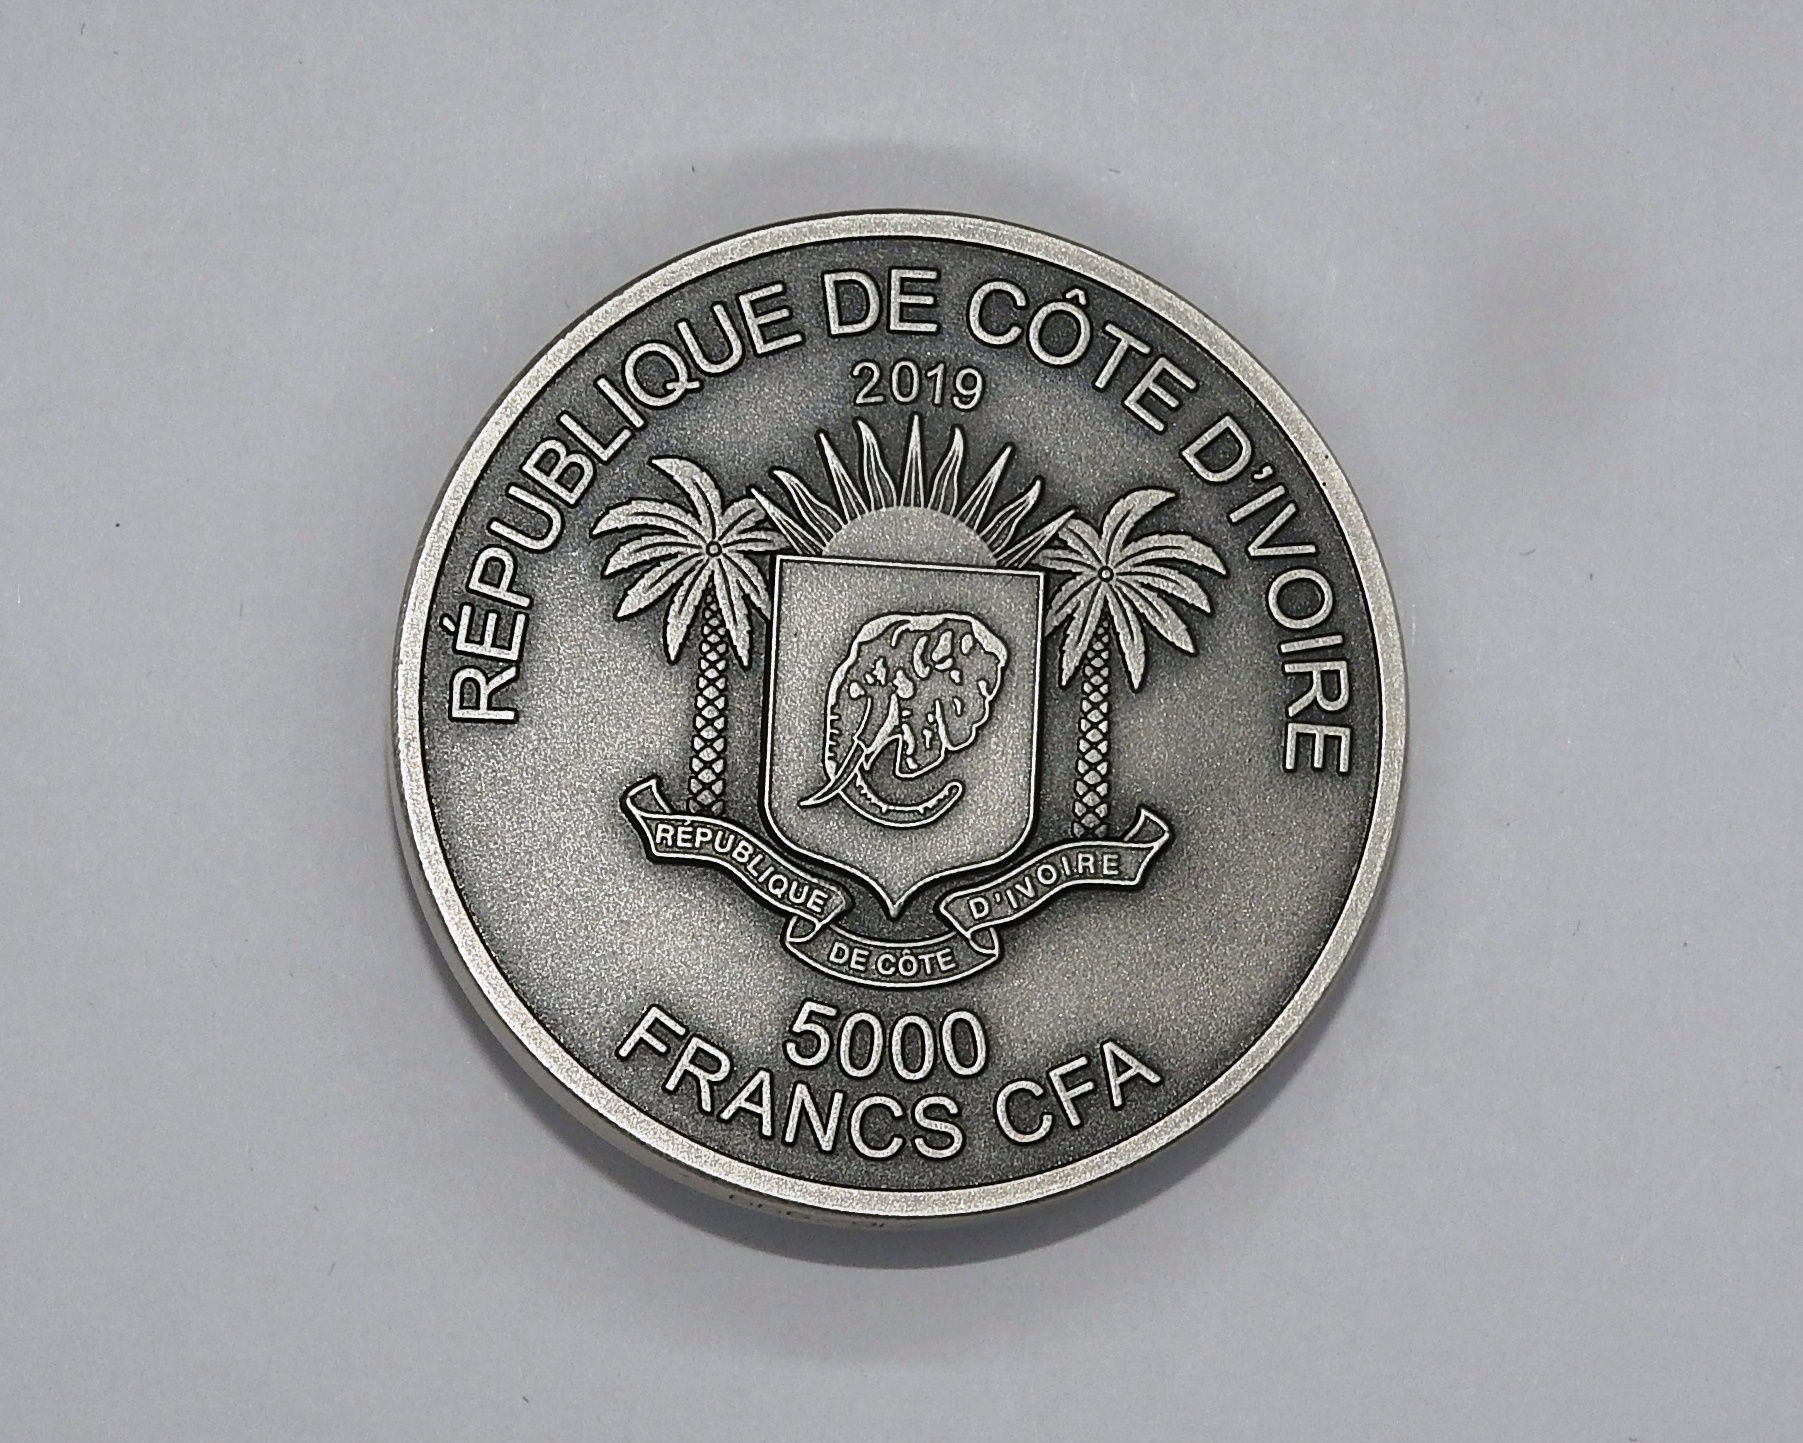 RÉPUBLIQUE DE CÔTE D'IVOIRE
2019
RÉPUBLIQUE
DE CÔTE
D'IVOIRE
5000
FRANCS CFA